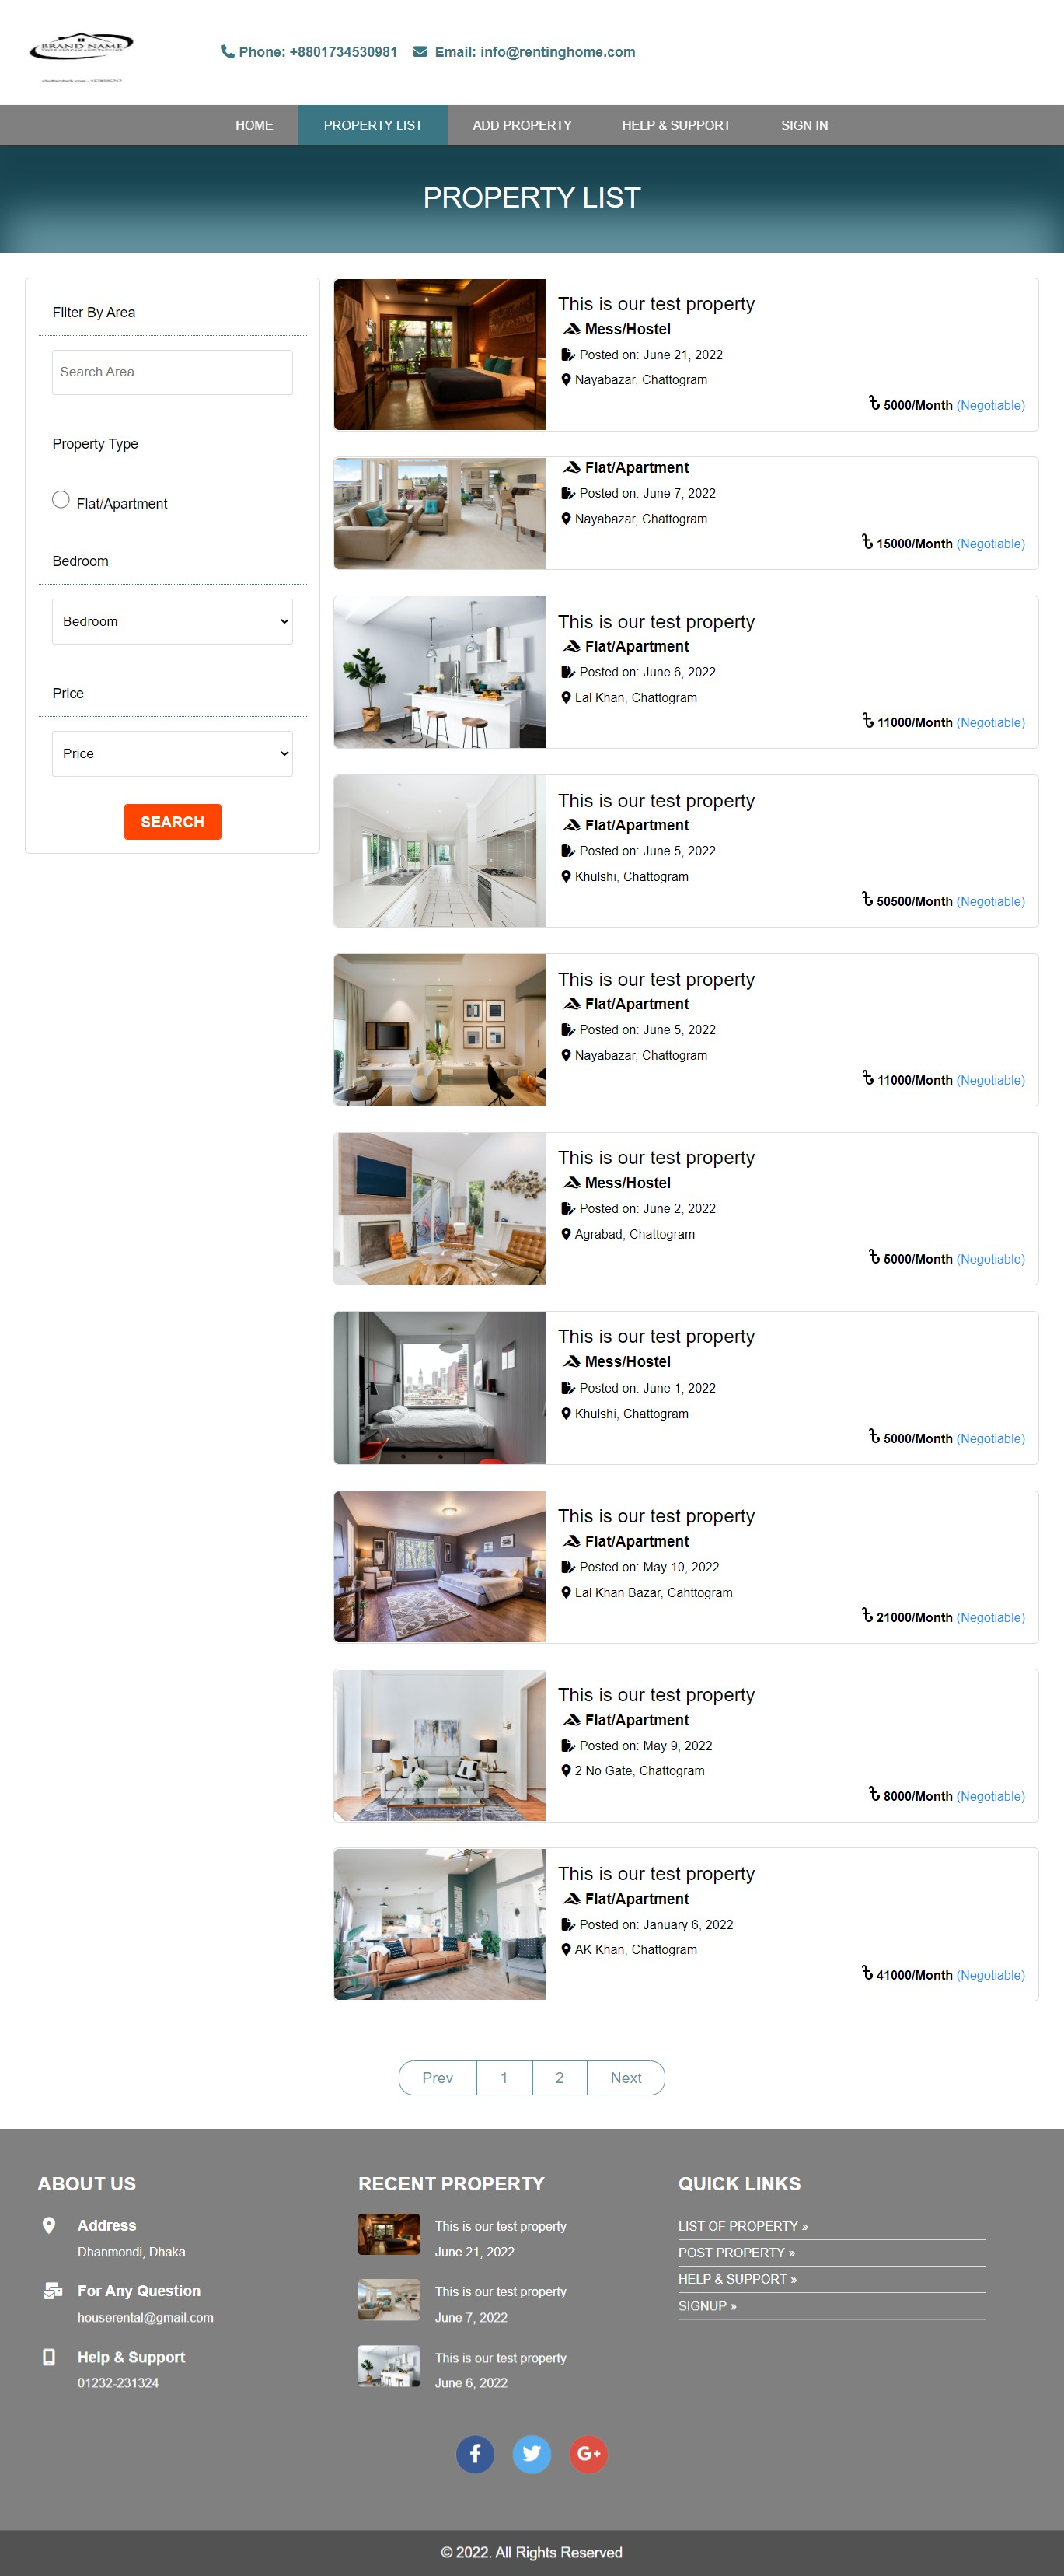 BRAND NAME
Phone: +8801734530981 Email: info@rentinghome.com
HOME PROPERTY LIST ADD PROPERTY HELP & SUPPORT SIGN IN
PROPERTY LIST
Filter By Area
Search Area
Property Type
Flat/Apartment
Bedroom
Bedroom
Price
Price
SEARCH
This is our test property
Mess/Hostel
Posted on: June 21, 2022
Nayabazar, Chattogram
৳ 5000/Month (Negotiable)
Flat/Apartment
Posted on: June 7, 2022
Nayabazar, Chattogram
৳ 15000/Month (Negotiable)
This is our test property
Flat/Apartment
Posted on: June 6, 2022
Lal Khan, Chattogram
৳ 11000/Month (Negotiable)
This is our test property
Flat/Apartment
Posted on: June 5, 2022
Khulshi, Chattogram
৳ 50500/Month (Negotiable)
This is our test property
Flat/Apartment
Posted on: June 5, 2022
Nayabazar, Chattogram
৳ 11000/Month (Negotiable)
This is our test property
Mess/Hostel
Posted on: June 2, 2022
Agrabad, Chattogram
৳ 5000/Month (Negotiable)
This is our test property
Mess/Hostel
Posted on: June 1, 2022
Khulshi, Chattogram
৳ 5000/Month (Negotiable)
This is our test property
Flat/Apartment
Posted on: May 10, 2022
Lal Khan Bazar, Cahttogram
৳ 21000/Month (Negotiable)
This is our test property
Flat/Apartment
Posted on: May 9, 2022
2 No Gate, Chattogram
৳ 8000/Month (Negotiable)
This is our test property
Flat/Apartment
Posted on: January 6, 2022
AK Khan, Chattogram
৳ 41000/Month (Negotiable)
Prev 1 2 Next
ABOUT US
Address
Dhanmondi, Dhaka
For Any Question
houserental@gmail.com
Help & Support
01232-231324
RECENT PROPERTY
This is our test property
June 21, 2022
This is our test property
June 7, 2022
This is our test property
June 6, 2022
QUICK LINKS
LIST OF PROPERTY »
POST PROPERTY »
HELP & SUPPORT »
SIGNUP »
© 2022. All Rights Reserved